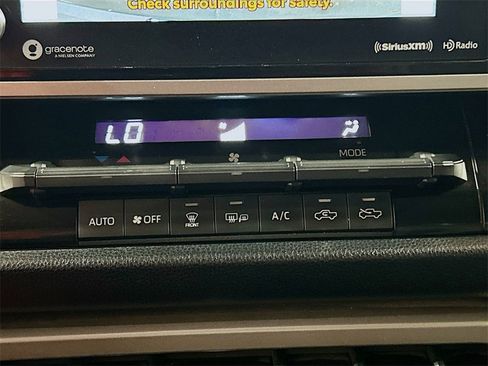 Check surroundings for safety.
gracenote
A NIELSEN COMPANY
SiriusXM
HD Radio
LO
MODE
AUTO
OFF
FRONT
A/C